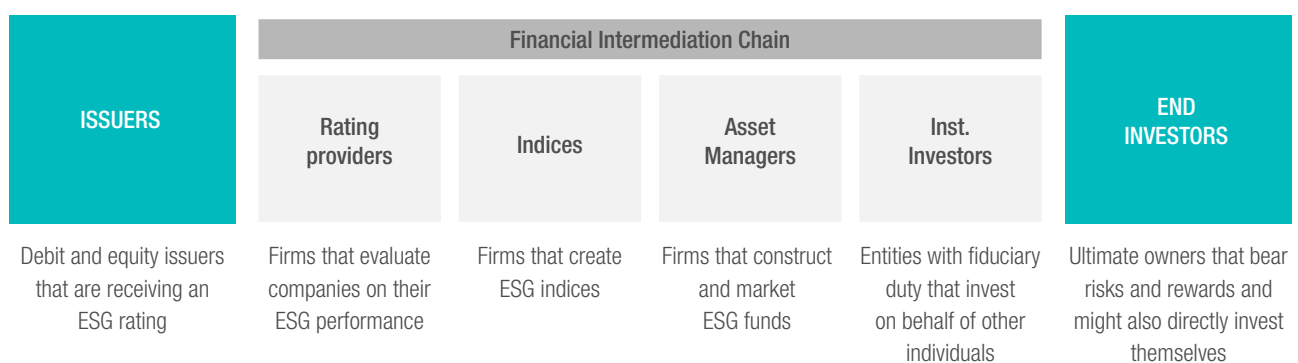 Financial Intermediation Chain
ISSUERS
Rating
providers
Indices
Asset
Managers
Inst.
Investors
END
INVESTORS
Debit and equity issuers
that are receiving an
ESG rating
Firms that evaluate
companies on their
ESG performance
Firms that create
ESG indices
Firms that construct
and market
ESG funds
Entities with fiduciary
duty that invest
on behalf of other
individuals
Ultimate owners that bear
risks and rewards and
might also directly invest
themselves